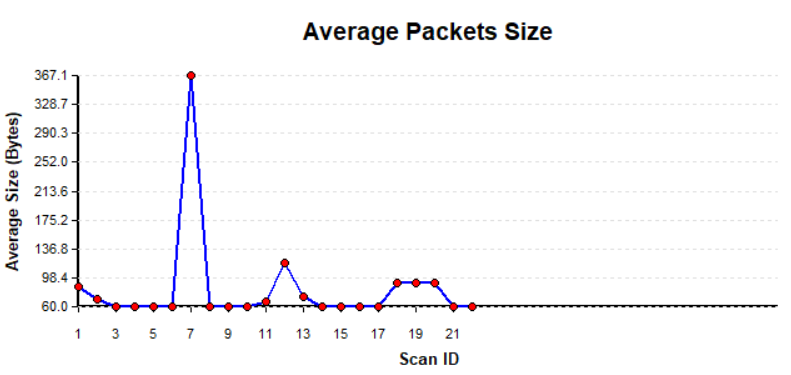 Average Packets Size
367.1
328.7
290.3
252.0
213.6
175.2
136.8
98.4
60.0
Average Size (Bytes)
1 3 5 7 9 11 13 15 17 19 21
Scan ID